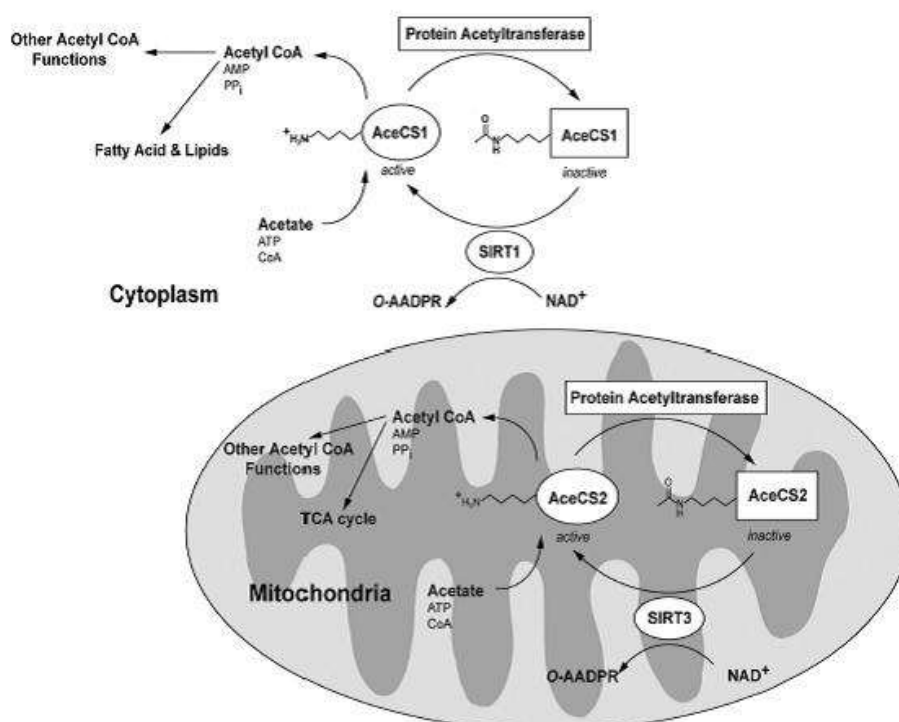 Protein Acetyltransferase
Other Acetyl CoA
Functions
Acetyl CoA
AMP
PPi
Fatty Acid & Lipids
+
H3N
AceCS1
active
O
N
H
AceCS1
inactive
Acetate
ATP
CoA
SIRT1
Cytoplasm
O-AADPR
NAD+
Protein Acetyltransferase
Acetyl CoA
AMP
PPi
Other Acetyl CoA
Functions
TCA cycle
+
H3N
AceCS2
active
O
N
H
AceCS2
inactive
Mitochondria
Acetate
ATP
CoA
SIRT3
O-AADPR
NAD+